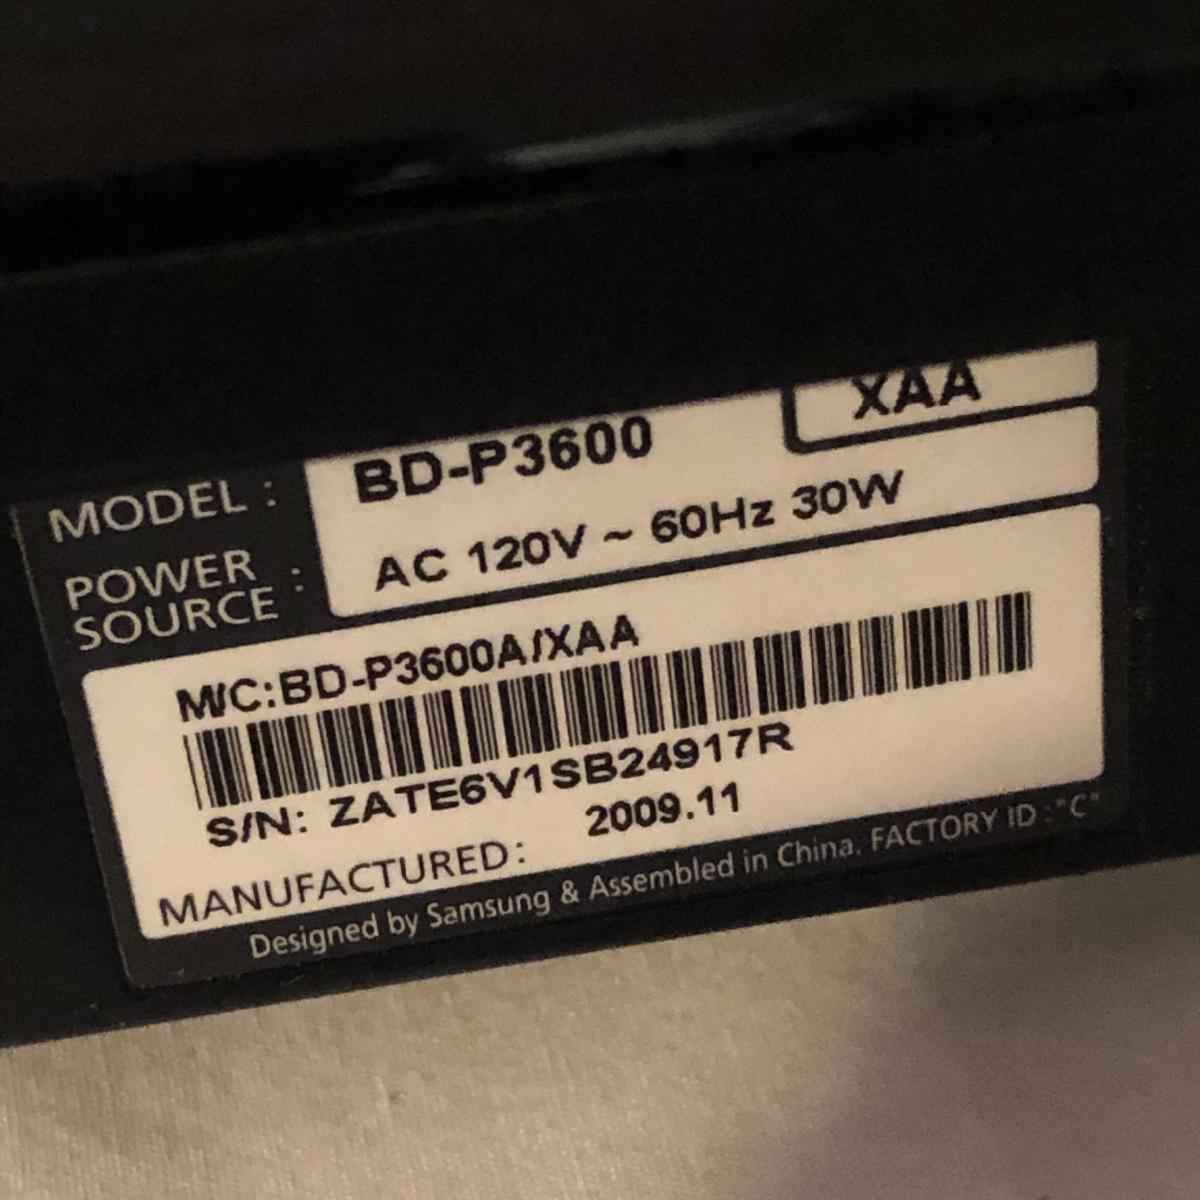 XAA
MODEL : BD-P3600
POWER SOURCE : AC 120V ~ 60Hz 30W
M/C:BD-P3600A/XAA
S/N: ZATE6V1SB24917R
MANUFACTURED: 2009.11
Designed by Samsung & Assembled in China. FACTORY ID :"C"